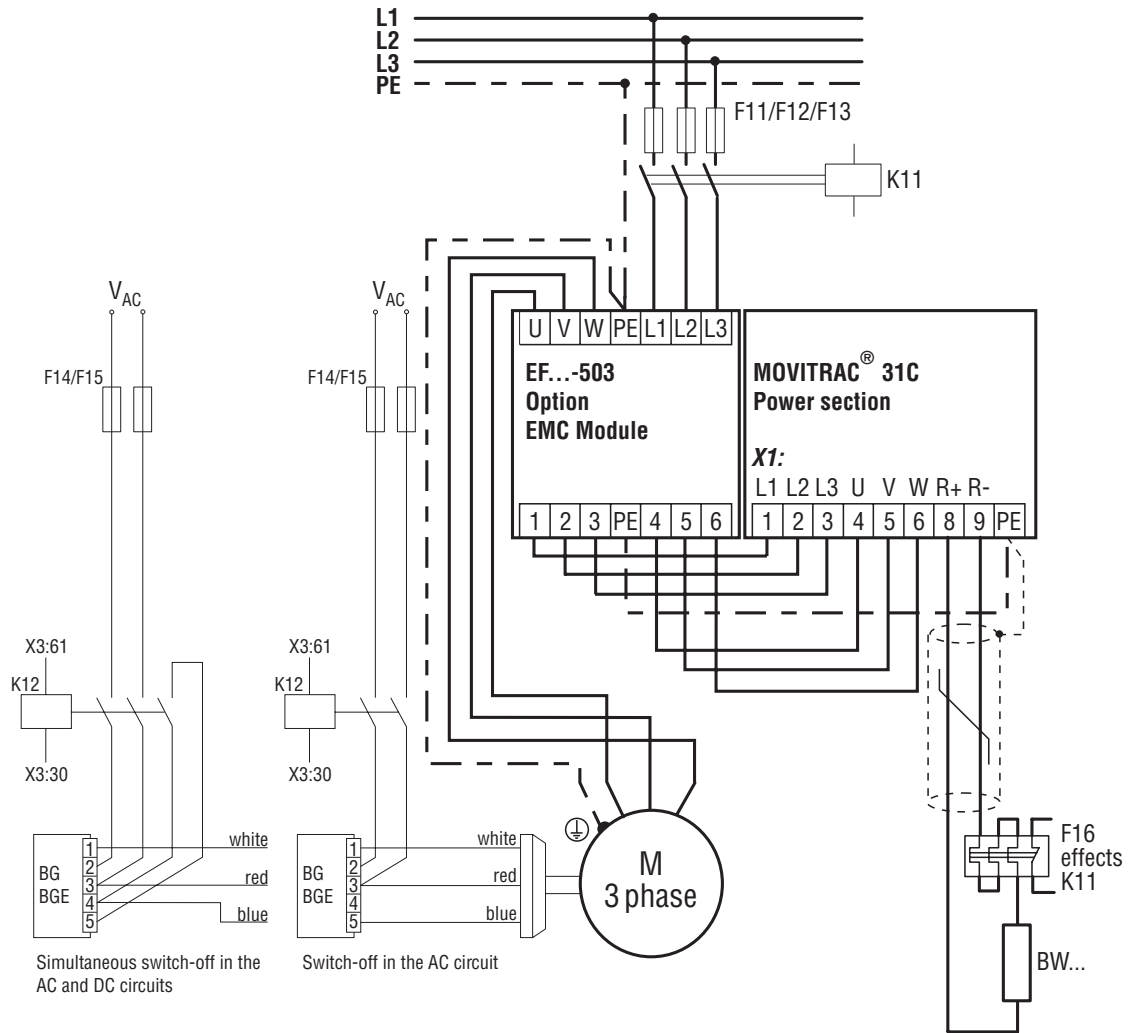 L1
L2
L3
PE
F11/F12/F13
K11
VAC
VAC
F14/F15
F14/F15
U V W PE L1 L2 L3
EF...-503
Option
EMC Module
1 2 3 PE 4 5 6
MOVITRAC® 31C
Power section
X1:
L1 L2 L3 U V W R+ R-
1 2 3 4 5 6 8 9 PE
X3:61
K12
X3:30
X3:61
K12
X3:30
BG
BGE
1
2
3
4
5
white
red
blue
Simultaneous switch-off in the
AC and DC circuits
BG
BGE
1
2
3
4
5
white
red
blue
Switch-off in the AC circuit
M
3 phase
F16
effects
K11
BW...